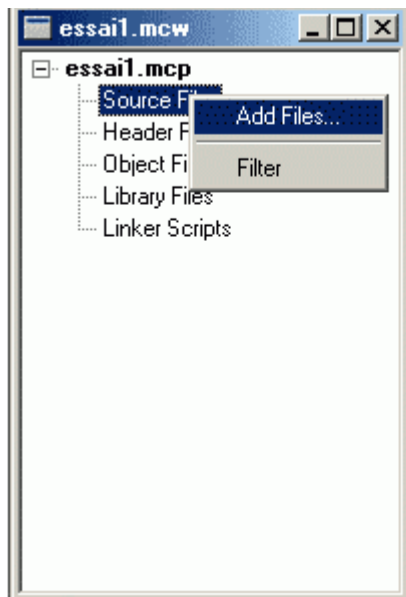 essai1.mcw
essai1.mcp
Source Fi
Add Files...
Header F
Object Fi
Filter
Library Files
Linker Scripts